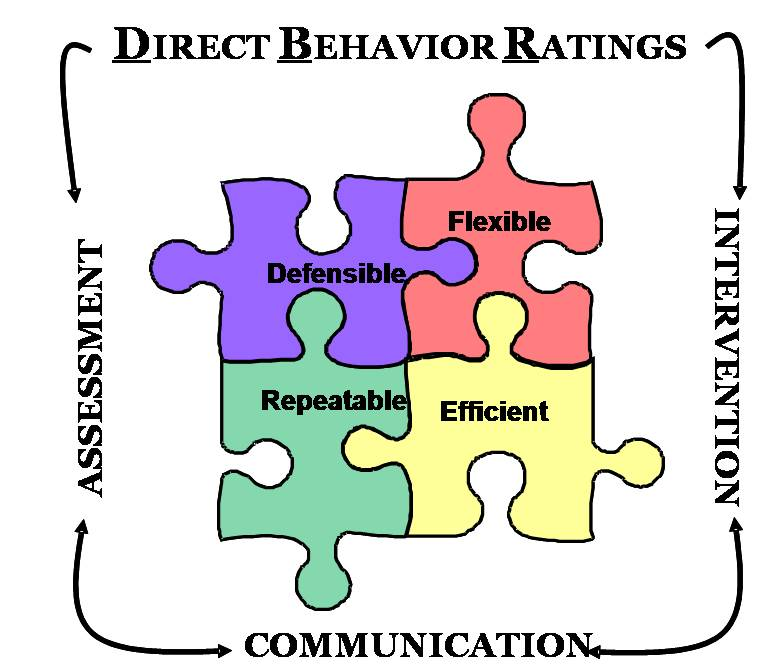 DIRECT BEHAVIOR RATINGS
Flexible
Defensible
Repeatable
Efficient
ASSESSMENT
INTERVENTION
COMMUNICATION